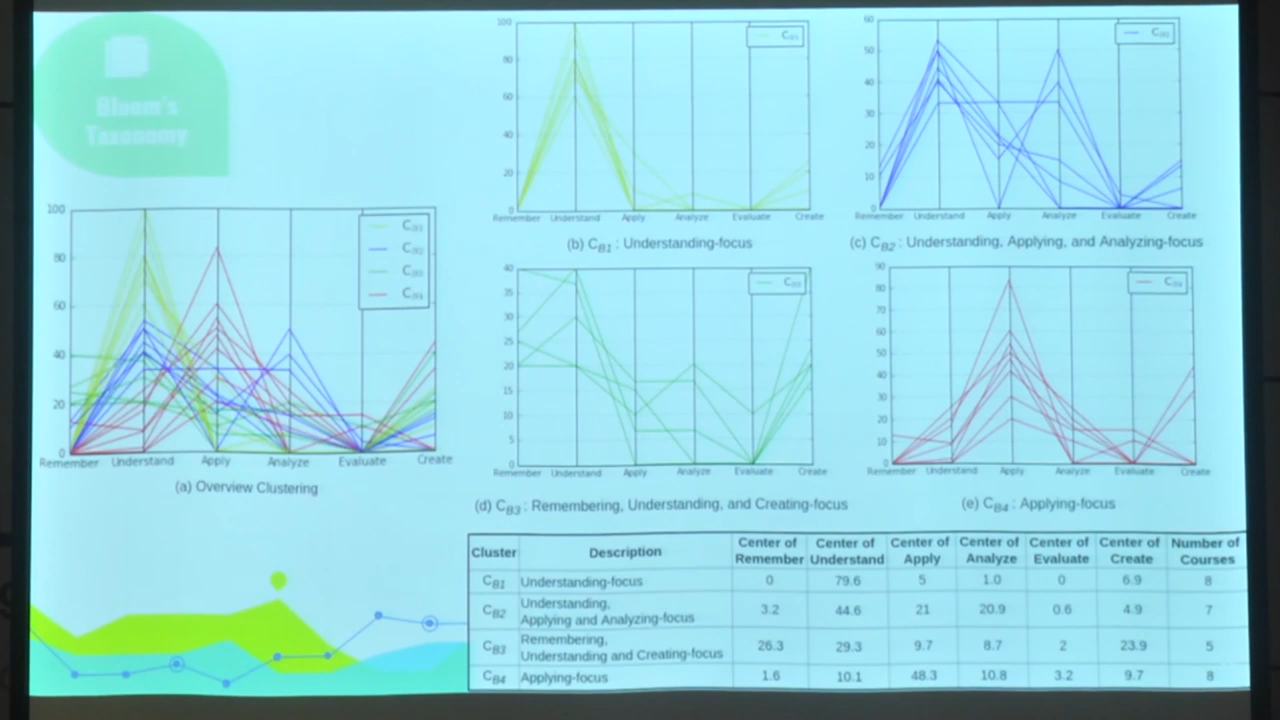 Bloom's
Taxonomy
100
80
60
40
20
0
Remember Understand Apply Analyze Evaluate Create
(a) Overview Clustering
100
80
60
40
20
0
Remember Understand Apply Analyze Evaluate Create
(b) C_B1 : Understanding-focus
60
50
40
30
20
10
0
Remember Understand Apply Analyze Evaluate Create
(c) C_B2 : Understanding, Applying, and Analyzing-focus
40
35
30
25
20
15
10
5
0
Remember Understand Apply Analyze Evaluate Create
(d) C_B3 : Remembering, Understanding, and Creating-focus
90
80
70
60
50
40
30
20
10
0
Remember Understand Apply Analyze Evaluate Create
(e) C_B4 : Applying-focus
Cluster Description Center of Remember Center of Understand Center of Apply Center of Analyze Center of Evaluate Center of Create Number of Courses
C_B1 Understanding-focus 0 79.6 5 1.0 0 6.9 8
C_B2 Understanding, Applying and Analyzing-focus 3.2 44.6 21 20.9 0.6 4.9 7
C_B3 Remembering, Understanding and Creating-focus 26.3 29.3 9.7 8.7 2 23.9 5
C_B4 Applying-focus 1.6 10.1 48.3 10.8 3.2 9.7 8